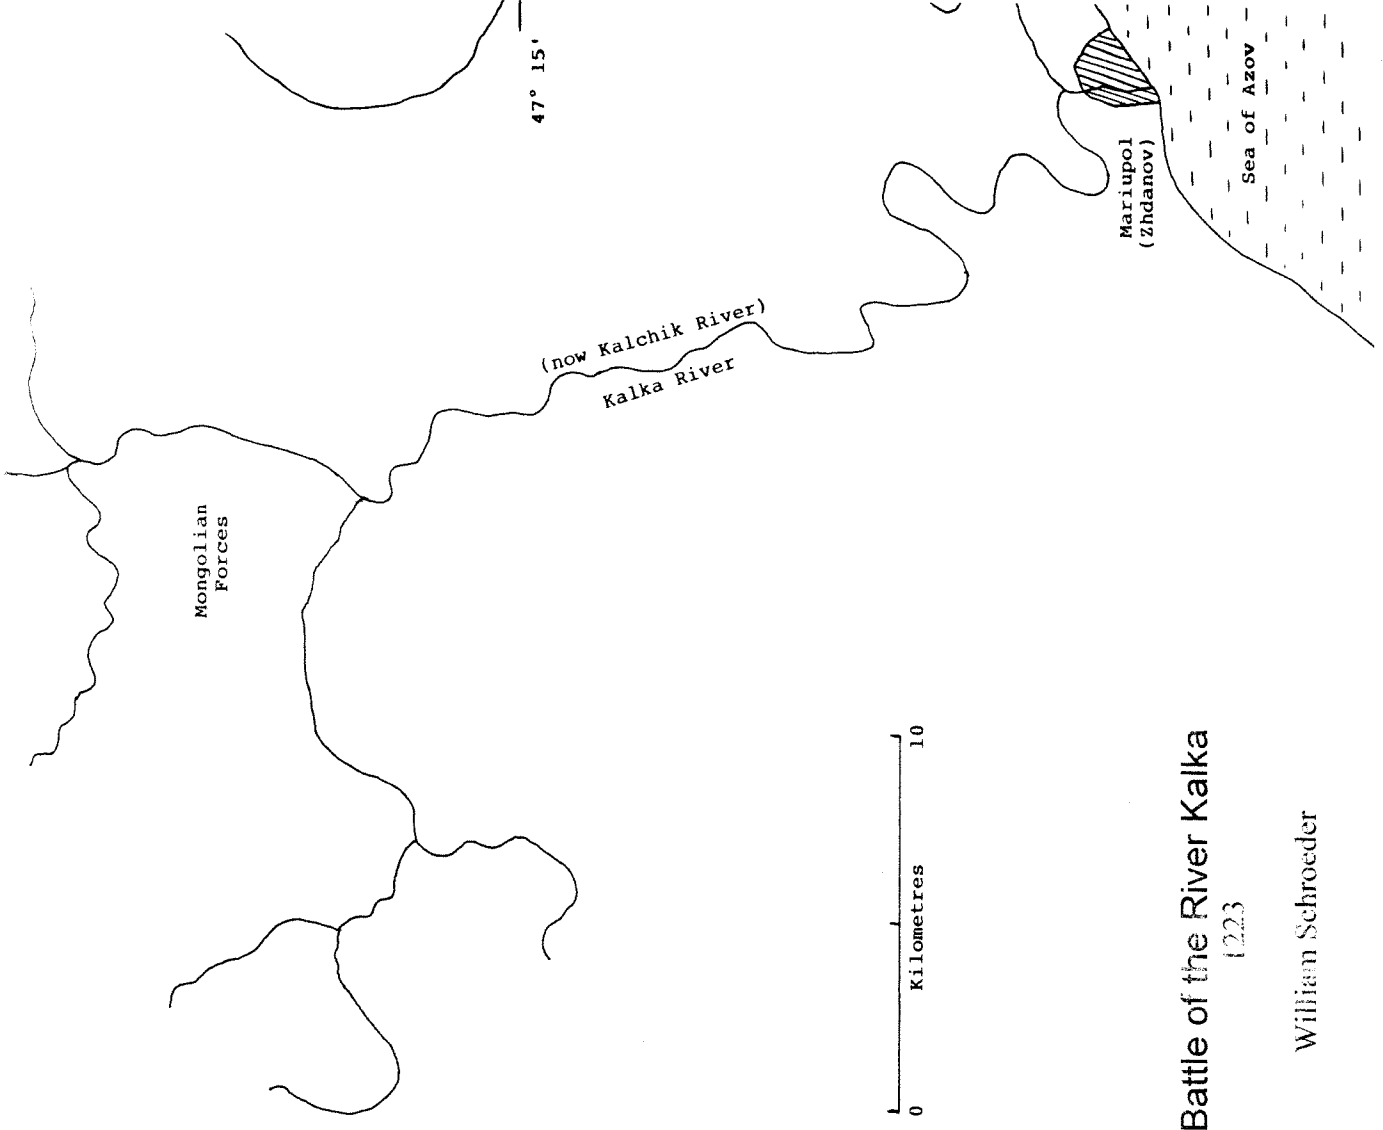 47° 15'
Mongolian
Forces
(now Kalchik River)
Kalka River
Mariupol
(Zhdanov)
Sea of Azov
0 Kilometres 10
Battle of the River Kalka
1223
William Schroeder